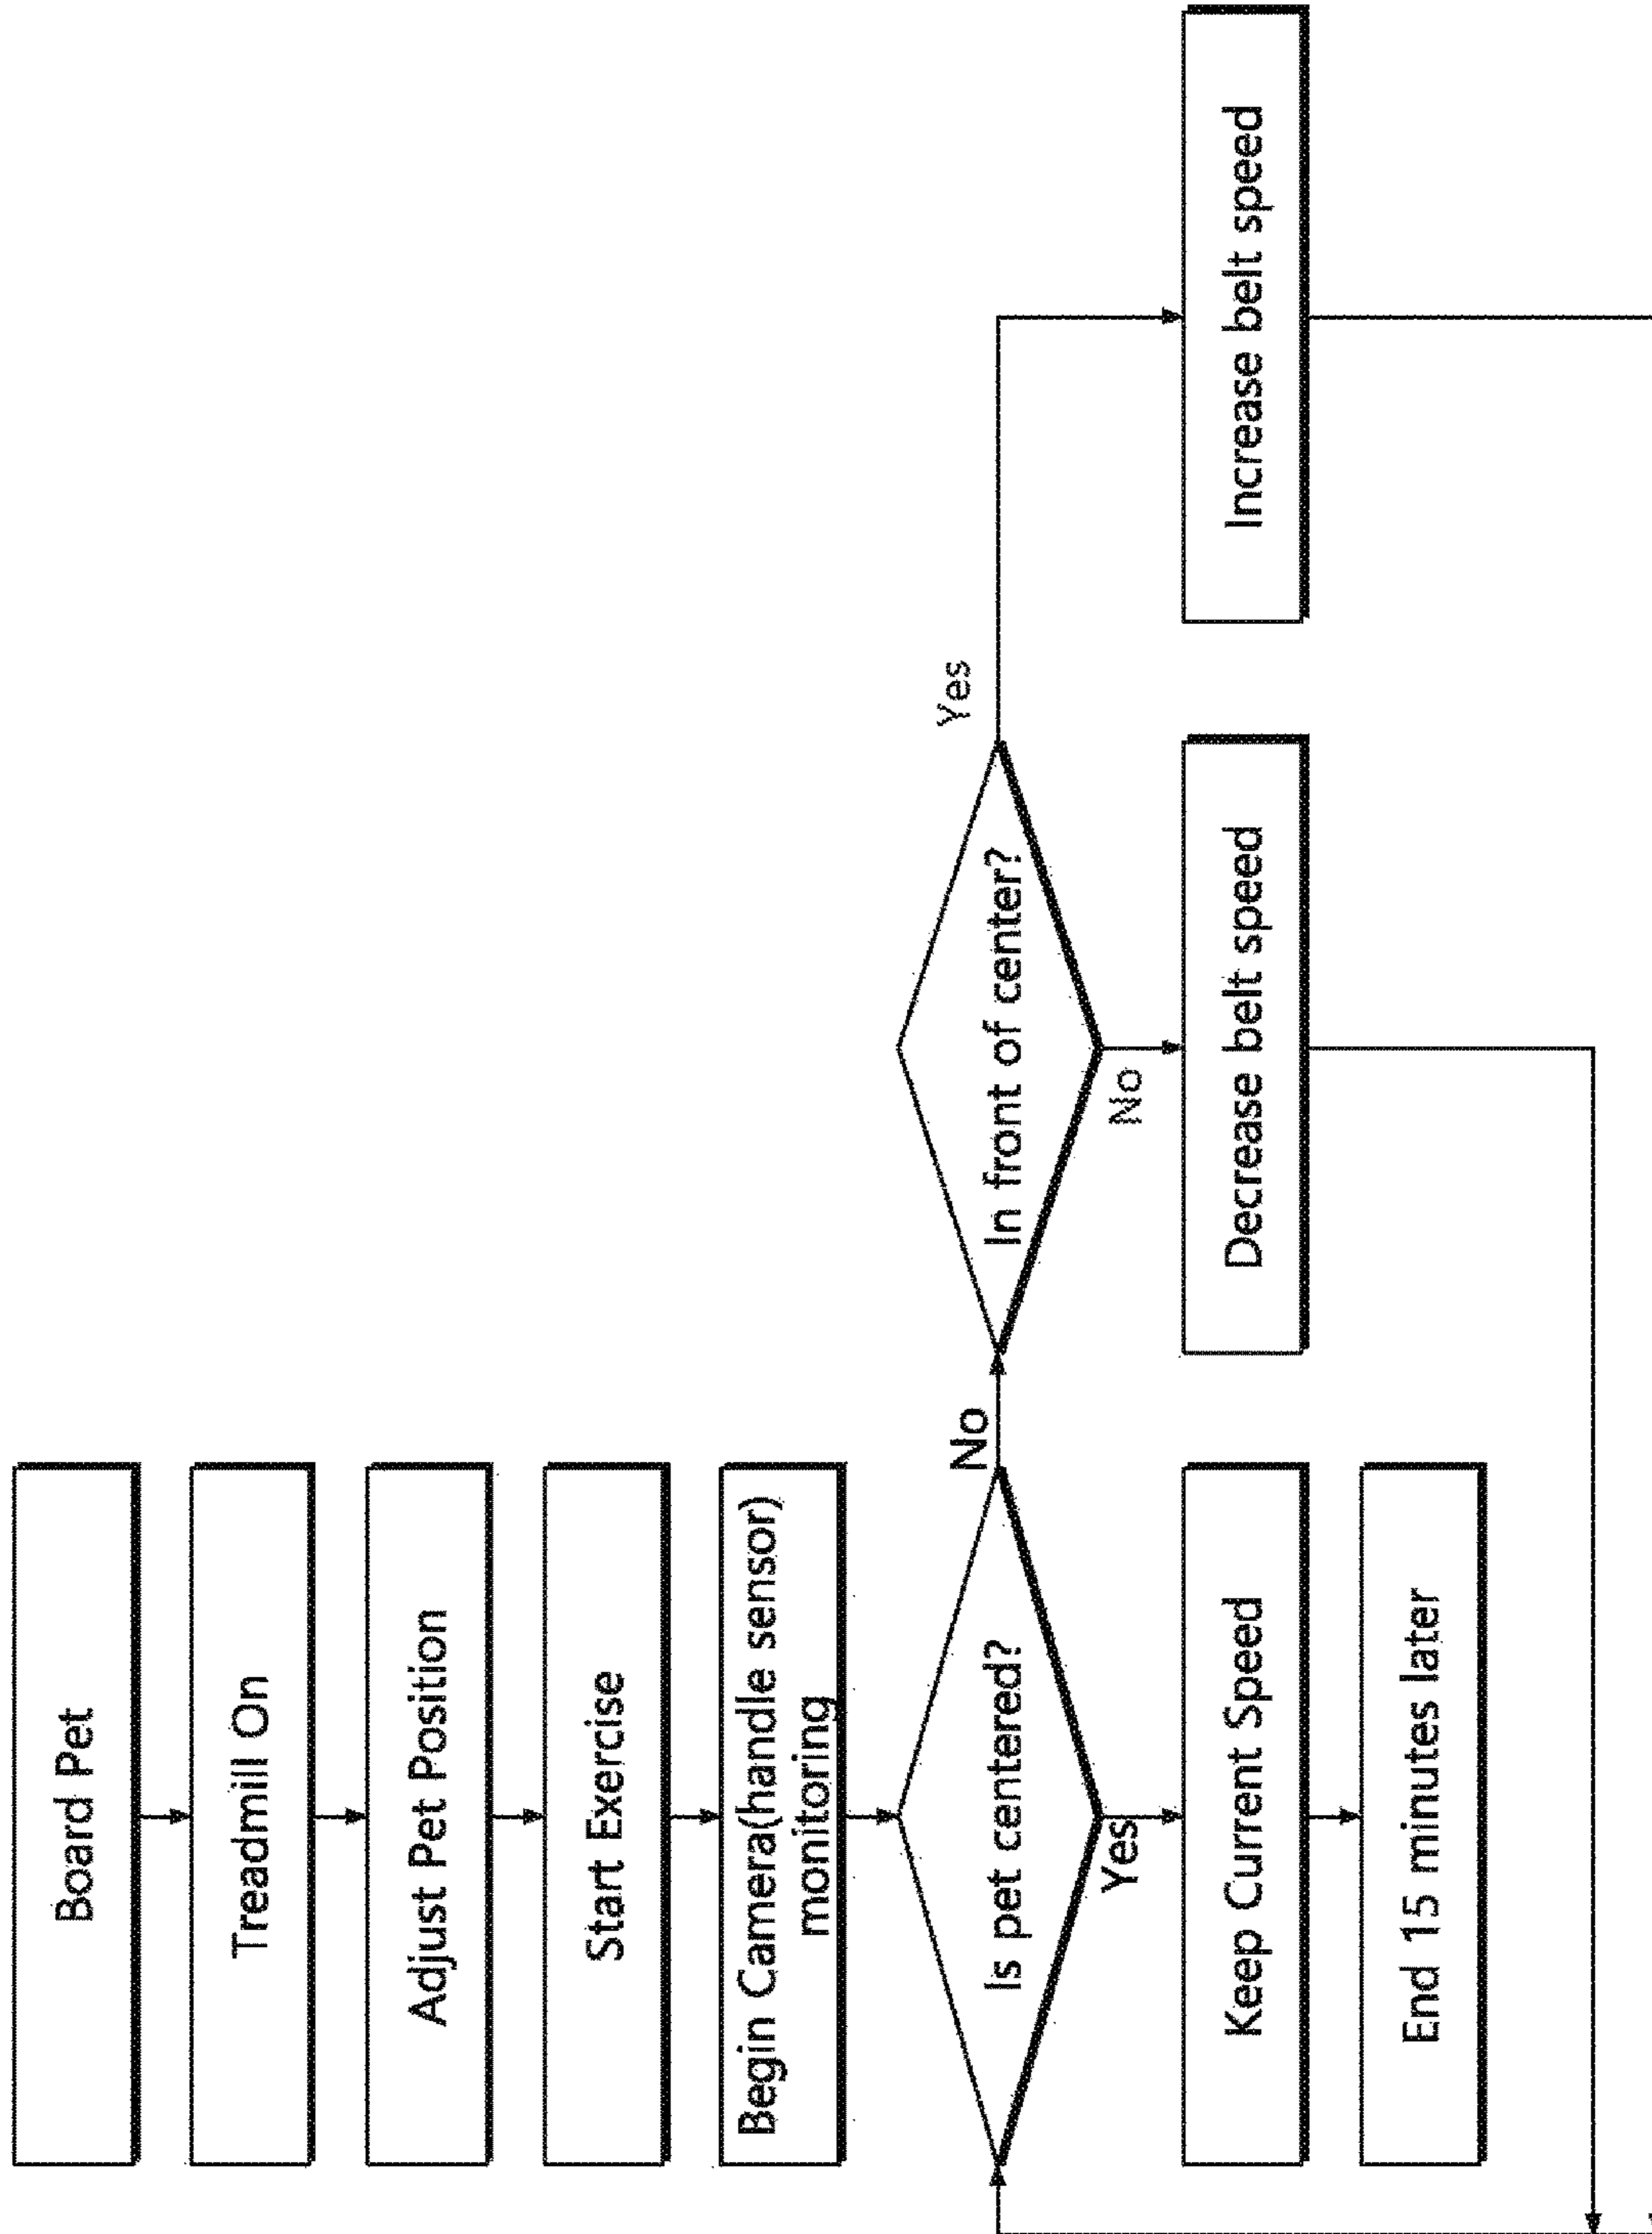 Board Pet
Treadmill On
Adjust Pet Position
Start Exercise
Begin Camera(handle sensor)
monitoring
Is pet centered?
No
In front of center?
Yes
Yes
No
Keep Current Speed
Decrease belt speed
Increase belt speed
End 15 minutes later